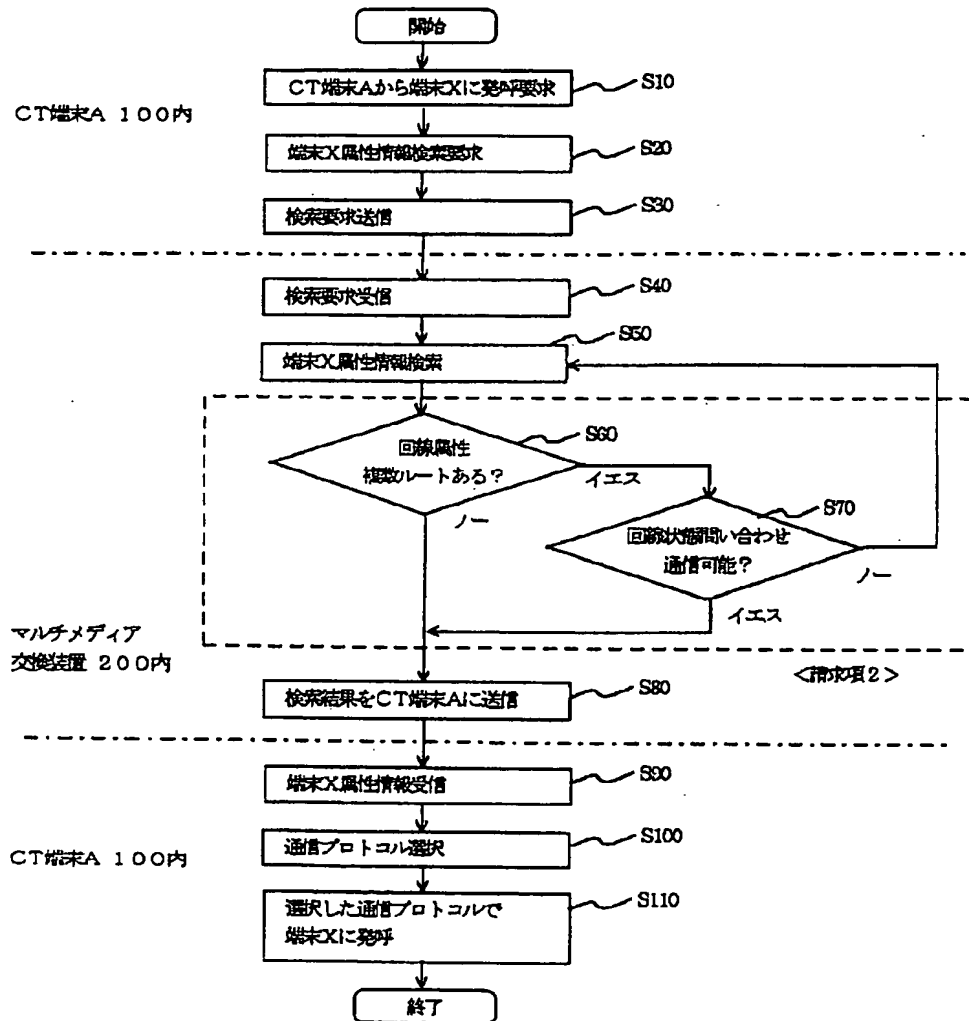 開始
CT端末Aから端末Xに発呼要求
S10
CT端末A 100内
端末X属性情報検索要求
S20
検索要求送信
S30
検索要求受信
S40
S50
端末X属性情報検索
S60
回線属性
複数ルートある?
イエス
ノー
S70
回線状態問い合わせ
通信可能?
ノー
イエス
マルチメディア
交換装置 200内
<請求項2>
検索結果をCT端末Aに送信
S80
端末X属性情報受信
S90
通信プロトコル選択
S100
CT端末A 100内
選択した通信プロトコルで
端末Xに発呼
S110
終了